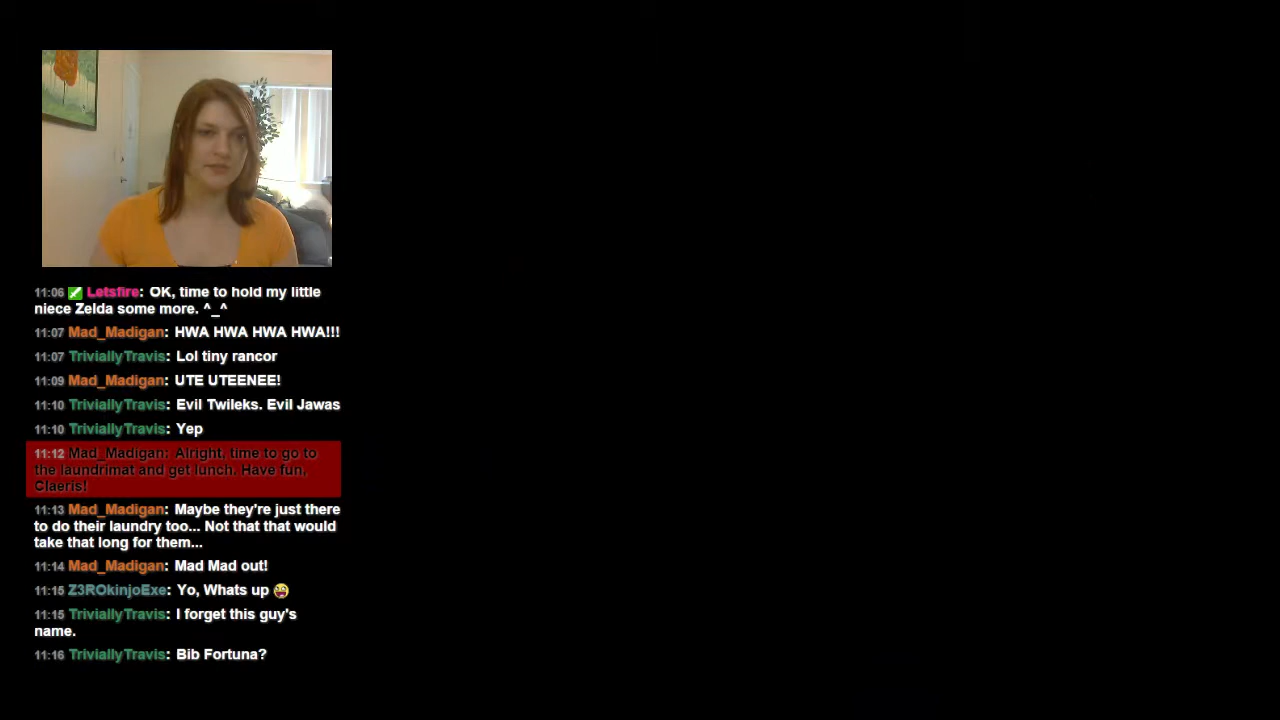 11:06 Letsfire: OK, time to hold my little
niece Zelda some more. ^_^
11:07 Mad_Madigan: HWA HWA HWA HWA!!!
11:07 TriviallyTravis: Lol tiny rancor
11:09 Mad_Madigan: UTE UTEENEE!
11:10 TriviallyTravis: Evil Twileks. Evil Jawas
11:10 TriviallyTravis: Yep
11:12 Mad_Madigan: Alright, time to go to
the laundrimat and get lunch. Have fun,
Claeris!
11:13 Mad_Madigan: Maybe they're just there
to do their laundry too... Not that that would
take that long for them...
11:14 Mad_Madigan: Mad Mad out!
11:15 Z3ROkinjoExe: Yo, Whats up
11:15 TriviallyTravis: I forget this guy's
name.
11:16 TriviallyTravis: Bib Fortuna?